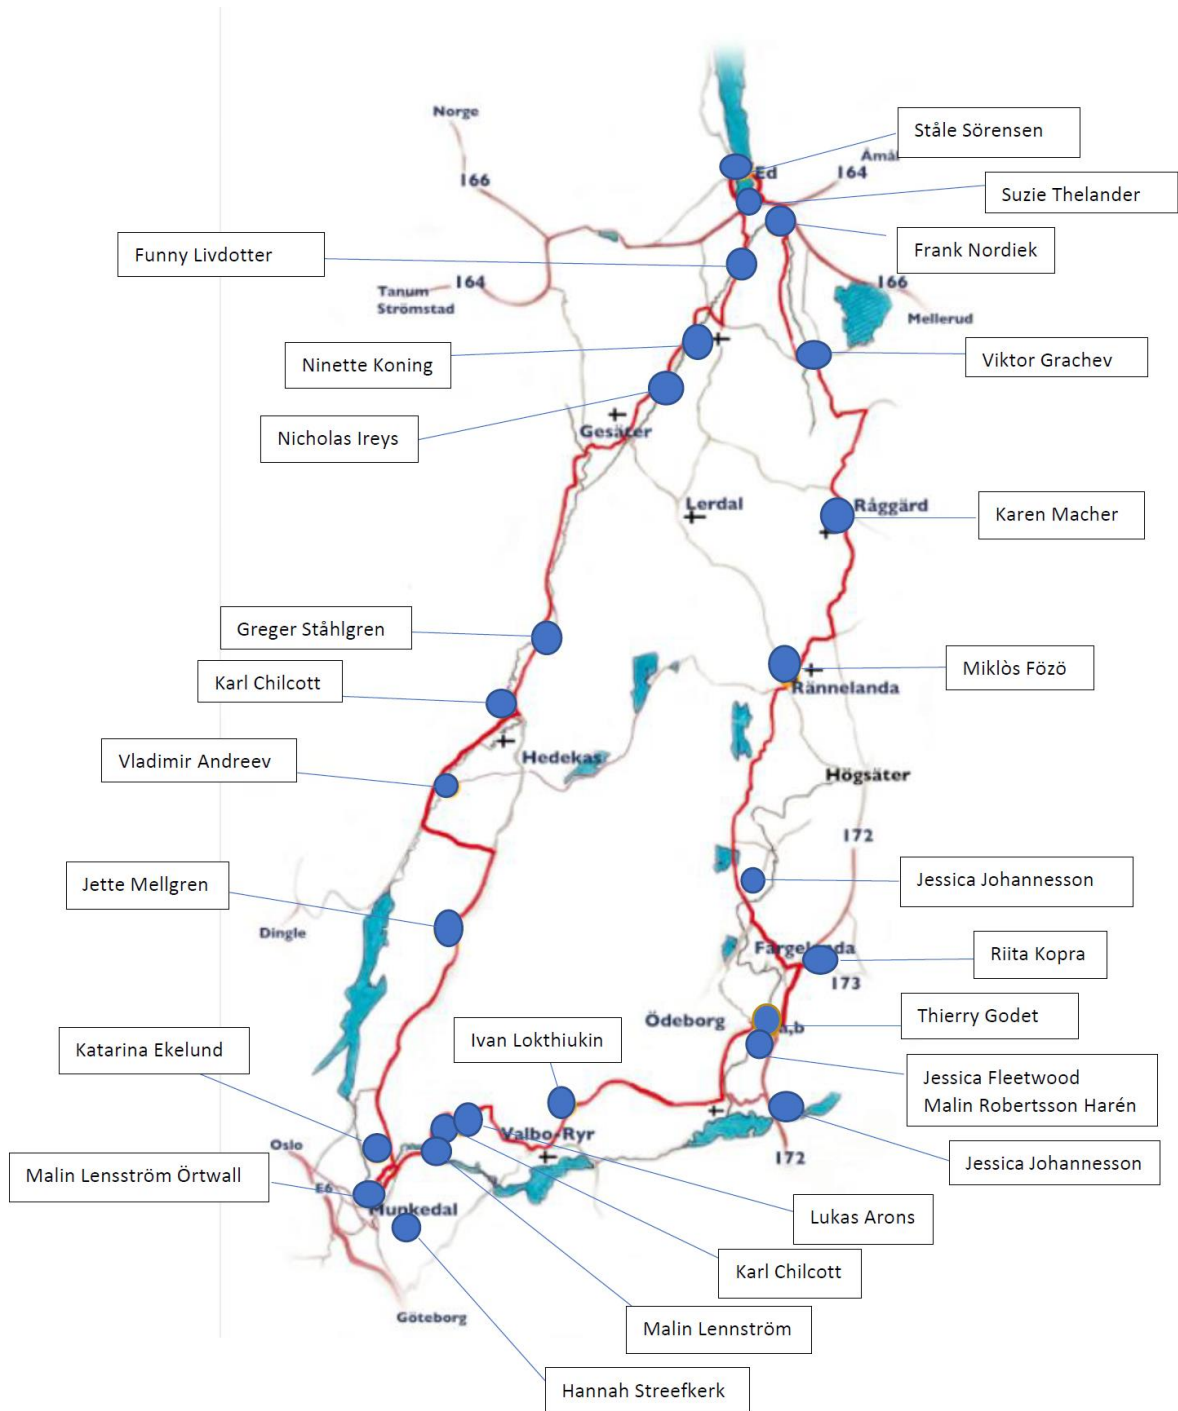 Norge
Ståle Sörensen
Åmål
Ed
164
166
Suzie Thelander
Funny Livdotter
Frank Nordiek
164
166
Tanum
Strömstad
Mellerud
Ninette Koning
Viktor Grachev
Nicholas Ireys
Gesäter
Lerdal
Råggärd
Karen Macher
Greger Ståhlgren
Miklòs Fözö
Karl Chilcott
Rännelanda
Vladimir Andreev
Hedekas
Högsäter
172
Jette Mellgren
Jessica Johannesson
Dingle
Färgelanda
Riita Kopra
173
Ödeborg
a,b
Thierry Godet
Ivan Lokthiukin
Katarina Ekelund
Jessica Fleetwood
Malin Robertsson Harén
Valbo-Ryr
Oslo
172
Jessica Johannesson
Malin Lensström Örtwall
E6
Munkedal
Lukas Arons
Karl Chilcott
Göteborg
Malin Lennström
Hannah Streefkerk